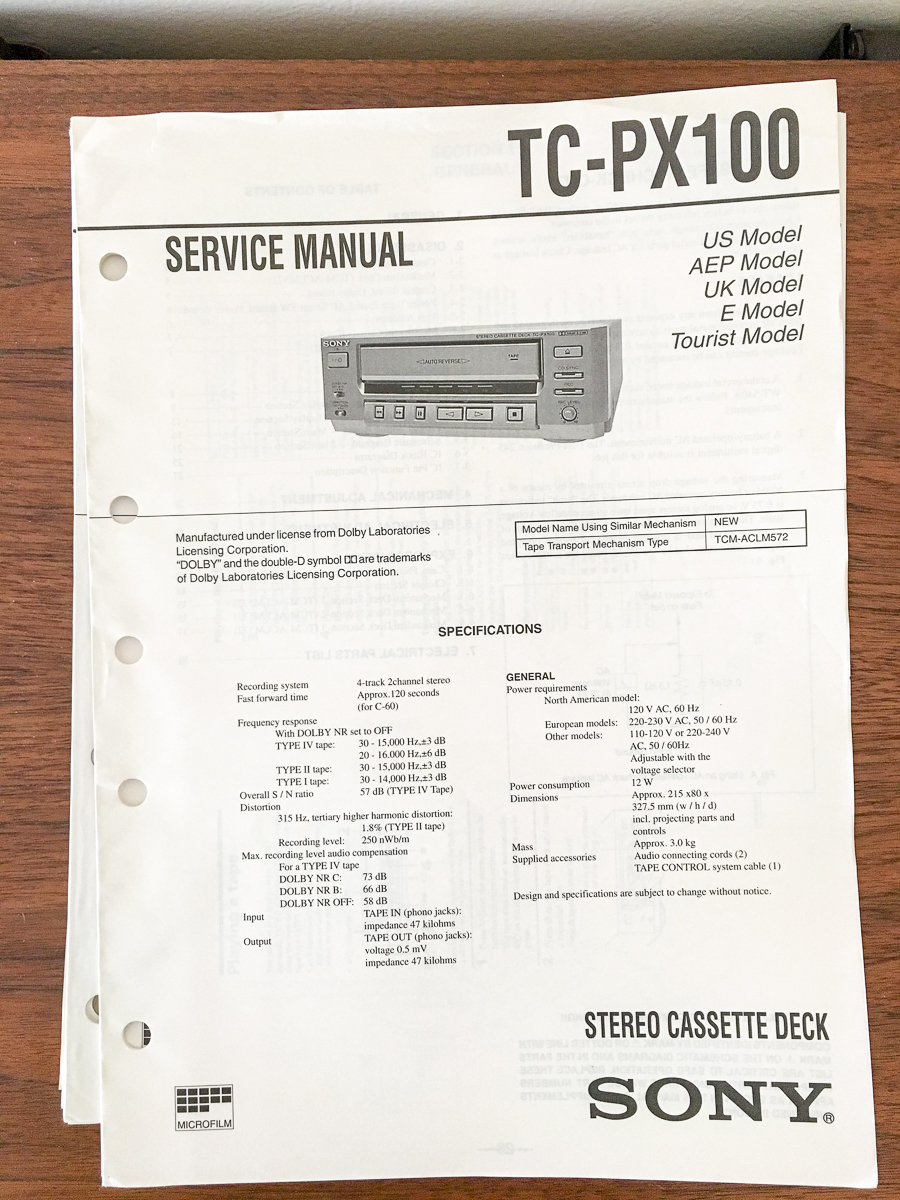 TC-PX100
SERVICE MANUAL
US Model
AEP Model
UK Model
E Model
Tourist Model
SONY
STEREO CASSETTE DECK TC-PX100
AUTO REVERSE
TAPE
CD SYNC
REC
REC LEVEL
Manufactured under license from Dolby Laboratories
Licensing Corporation.
“DOLBY” and the double-D symbol are trademarks
of Dolby Laboratories Licensing Corporation.
Model Name Using Similar Mechanism NEW
Tape Transport Mechanism Type TCM-ACLM572
SPECIFICATIONS
Recording system 4-track 2channel stereo
Fast forward time Approx.120 seconds
(for C-60)
Frequency response
With DOLBY NR set to OFF
TYPE IV tape: 30 - 15,000 Hz,±3 dB
20 - 16.000 Hz,±6 dB
TYPE II tape: 30 - 15,000 Hz,±3 dB
TYPE I tape: 30 - 14,000 Hz,±3 dB
Overall S / N ratio 57 dB (TYPE IV Tape)
Distortion
315 Hz, tertiary higher harmonic distortion:
1.8% (TYPE II tape)
Recording level: 250 nWb/m
Max. recording level audio compensation
For a TYPE IV tape
DOLBY NR C: 73 dB
DOLBY NR B: 66 dB
DOLBY NR OFF: 58 dB
Input TAPE IN (phono jacks):
impedance 47 kilohms
Output TAPE OUT (phono jacks):
voltage 0.5 mV
impedance 47 kilohms
GENERAL
Power requirements
North American model:
120 V AC, 60 Hz
European models: 220-230 V AC, 50 / 60 Hz
Other models: 110-120 V or 220-240 V
AC, 50 / 60Hz
Adjustable with the
voltage selector
Power consumption 12 W
Dimensions Approx. 215 x80 x
327.5 mm (w / h / d)
incl. projecting parts and
controls
Mass Approx. 3.0 kg
Supplied accessories Audio connecting cords (2)
TAPE CONTROL system cable (1)
Design and specifications are subject to change without notice.
STEREO CASSETTE DECK
SONY®
MICROFILM